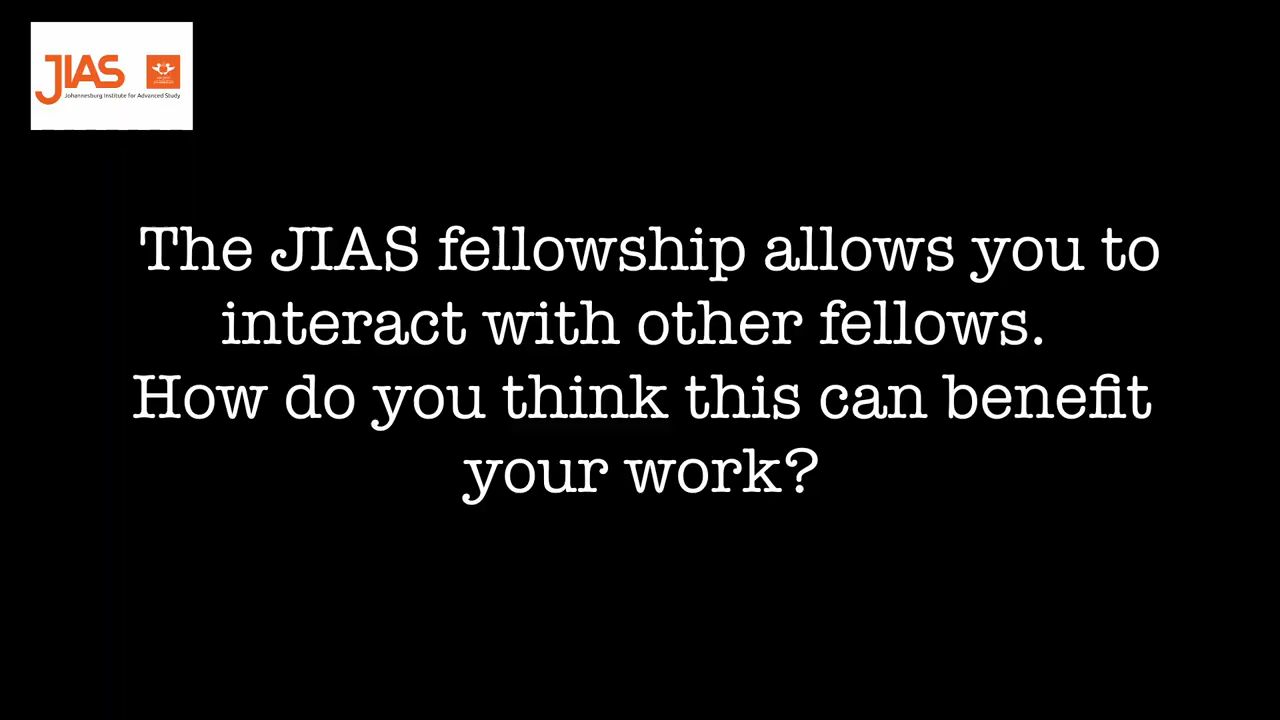 JIAS
Johannesburg Institute for Advanced Study
The JIAS fellowship allows you to
interact with other fellows.
How do you think this can benefit
your work?